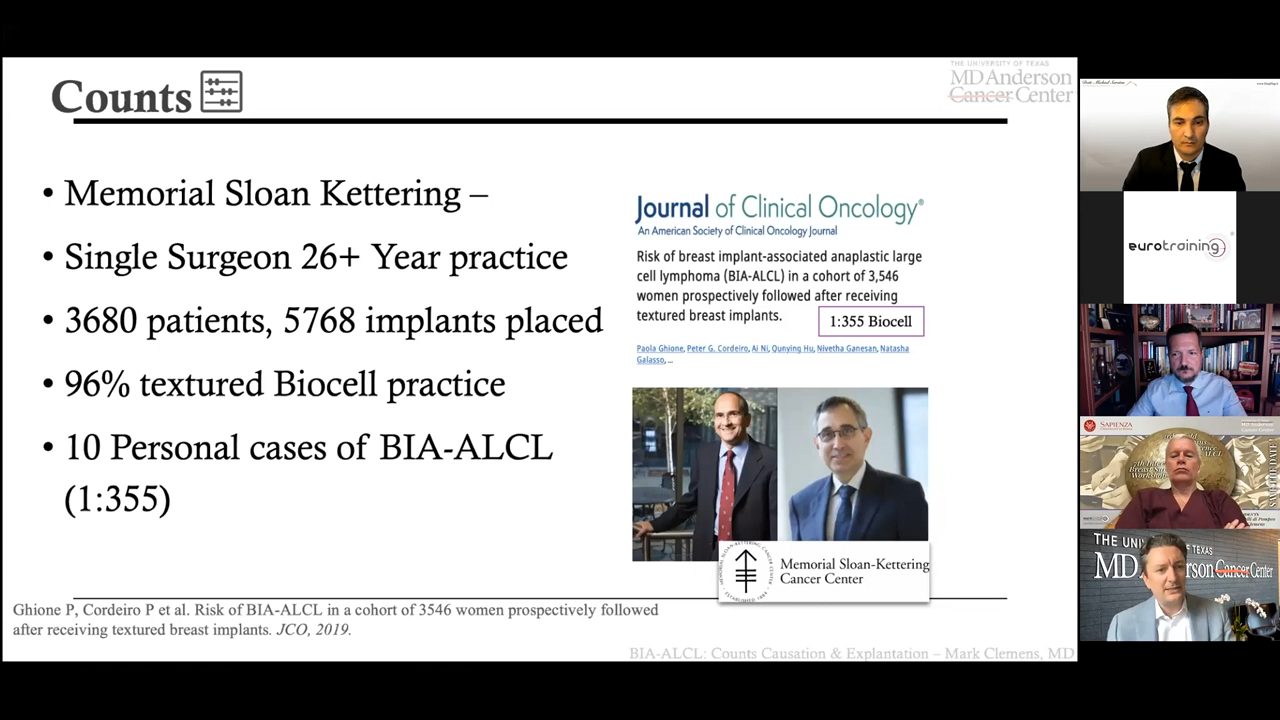 Counts
THE UNIVERSITY OF TEXAS
MD Anderson
Cancer Center
• Memorial Sloan Kettering –
• Single Surgeon 26+ Year practice
• 3680 patients, 5768 implants placed
• 96% textured Biocell practice
• 10 Personal cases of BIA-ALCL
(1:355)
Journal of Clinical Oncology®
An American Society of Clinical Oncology Journal
Risk of breast implant-associated anaplastic large
cell lymphoma (BIA-ALCL) in a cohort of 3,546
women prospectively followed after receiving
textured breast implants.
1:355 Biocell
Paola Ghione, Peter G. Cordeiro, Ai Ni, Qunying Hu, Nivetha Ganesan, Natasha
Galasso, ...
MEMORIAL SLOAN-KETTERING CANCER CENTER
Memorial Sloan-Kettering
Cancer Center
Ghione P, Cordeiro P et al. Risk of BIA-ALCL in a cohort of 3546 women prospectively followed
after receiving textured breast implants. JCO, 2019.
BIA-ALCL: Counts Causation & Explantation – Mark Clemens, MD
eurotraining®
SAPIENZA
THE UNI
OF TEXAS
MD Anderson
Cancer Center